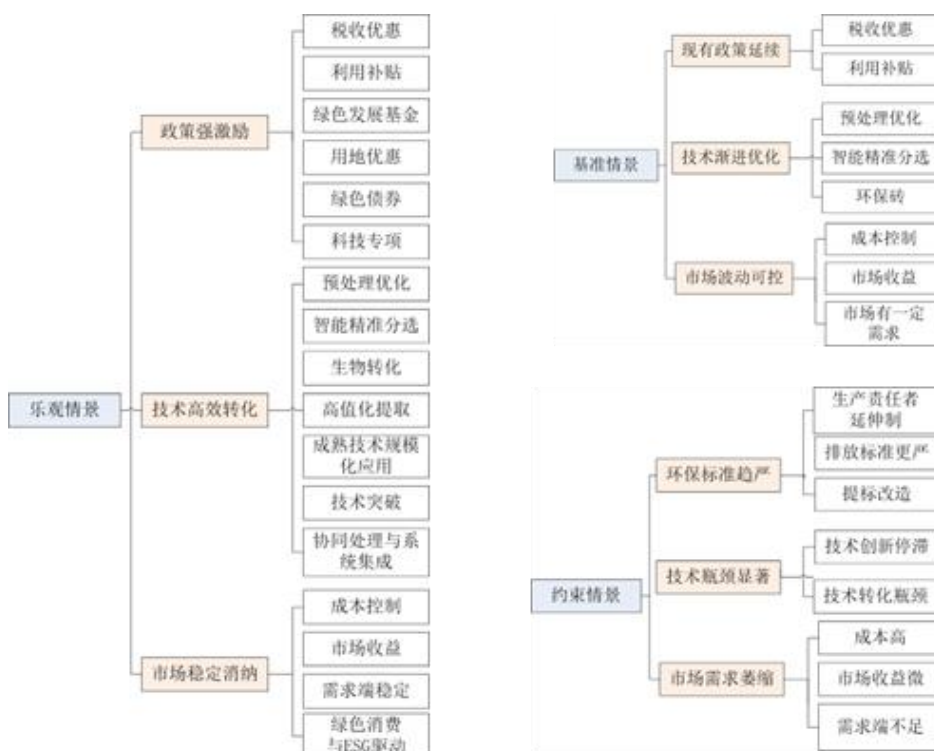 乐观情景
政策强激励
税收优惠
利用补贴
绿色发展基金
用地优惠
绿色债券
科技专项
技术高效转化
预处理优化
智能精准分选
生物转化
高值化提取
成熟技术规模
化应用
技术突破
协同处理与系
统集成
市场稳定消纳
成本控制
市场收益
需求端稳定
绿色消费
与ESG驱动
基准情景
现有政策延续
税收优惠
利用补贴
技术渐进优化
预处理优化
智能精准分选
环保砖
市场波动可控
成本控制
市场收益
市场有一定
需求
约束情景
环保标准趋严
生产责任者
延伸制
排放标准更严
提标改造
技术瓶颈显著
技术创新停滞
技术转化瓶颈
市场需求萎缩
成本高
市场收益微
需求端不足